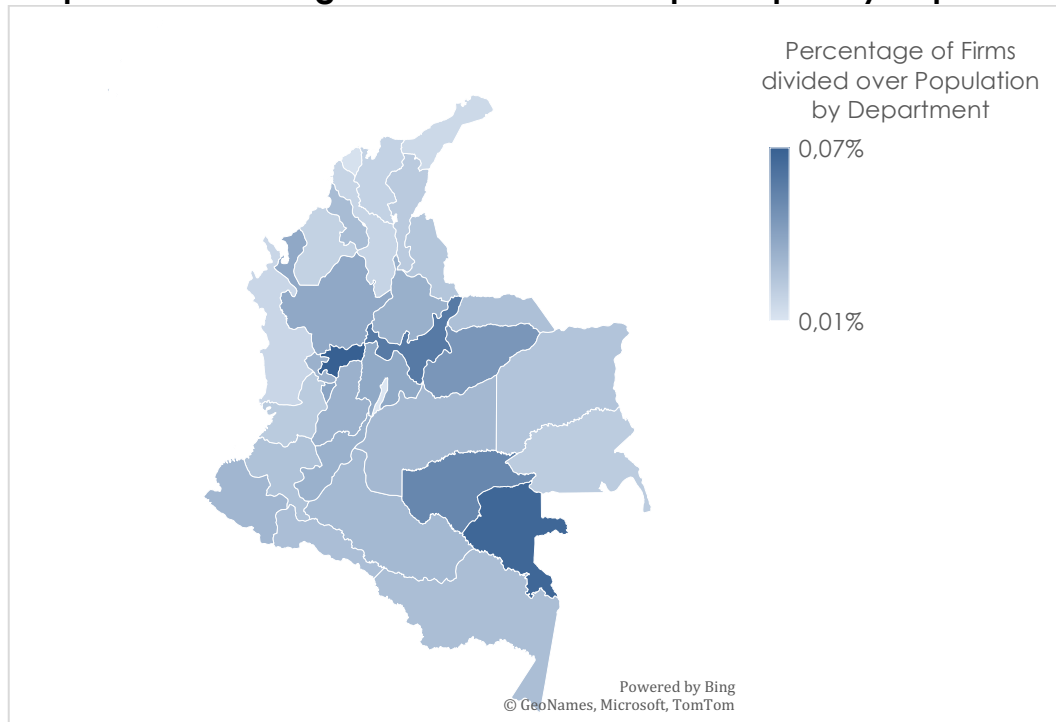 Percentage of Firms
divided over Population
by Department
0,07%
0,01%
Powered by Bing
© GeoNames, Microsoft, TomTom